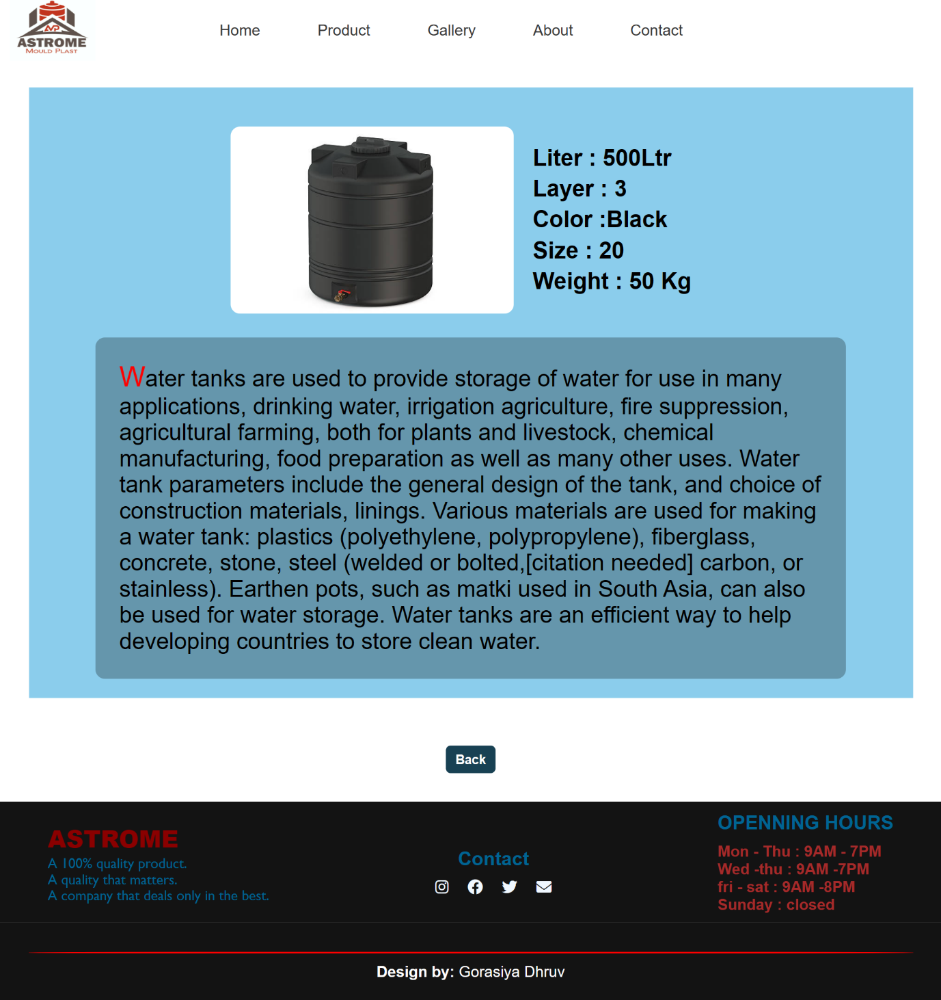 AMP
ASTROME
MOULD PLAST
Home Product Gallery About Contact
Liter : 500Ltr
Layer : 3
Color :Black
Size : 20
Weight : 50 Kg
Water tanks are used to provide storage of water for use in many
applications, drinking water, irrigation agriculture, fire suppression,
agricultural farming, both for plants and livestock, chemical
manufacturing, food preparation as well as many other uses. Water
tank parameters include the general design of the tank, and choice of
construction materials, linings. Various materials are used for making
a water tank: plastics (polyethylene, polypropylene), fiberglass,
concrete, stone, steel (welded or bolted,[citation needed] carbon, or
stainless). Earthen pots, such as matki used in South Asia, can also
be used for water storage. Water tanks are an efficient way to help
developing countries to store clean water.
Back
ASTROME
A 100% quality product.
A quality that matters.
A company that deals only in the best.
Contact
OPENNING HOURS
Mon - Thu : 9AM - 7PM
Wed -thu : 9AM -7PM
fri - sat : 9AM -8PM
Sunday : closed
Design by: Gorasiya Dhruv